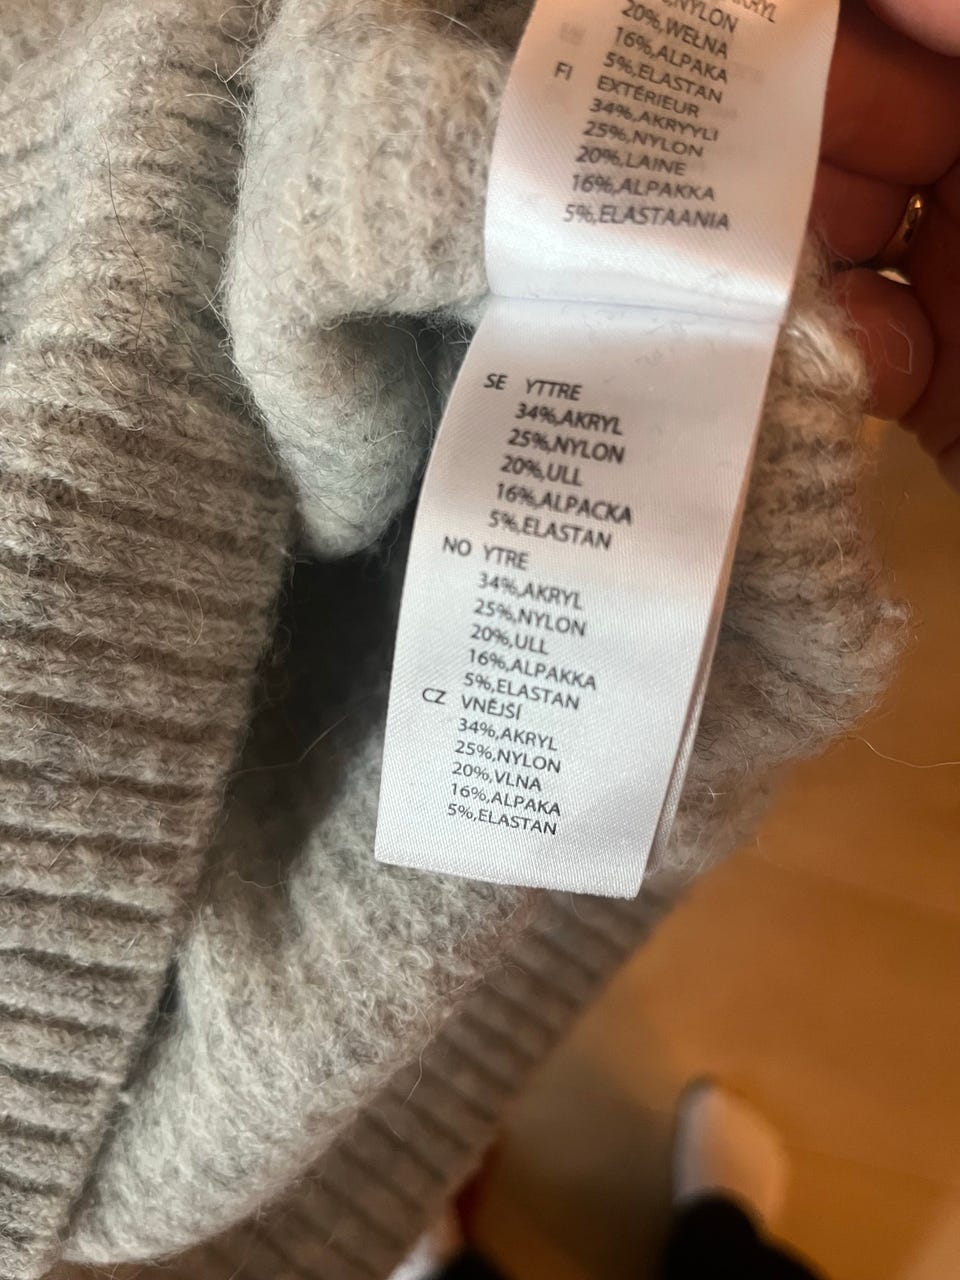 %,NYLON
20%,WEŁNA
16%,ALPAKA
5%,ELASTAN
FI EXTÉRIEUR
34%,AKRYYLI
25%,NYLON
20%,LAINE
16%,ALPAKKA
5%,ELASTAANIA
SE YTTRE
34%,AKRYL
25%,NYLON
20%,ULL
16%,ALPACKA
5%,ELASTAN
NO YTRE
34%,AKRYL
25%,NYLON
20%,ULL
16%,ALPAKKA
5%,ELASTAN
CZ VNĚJŠÍ
34%,AKRYL
25%,NYLON
20%,VLNA
16%,ALPAKA
5%,ELASTAN